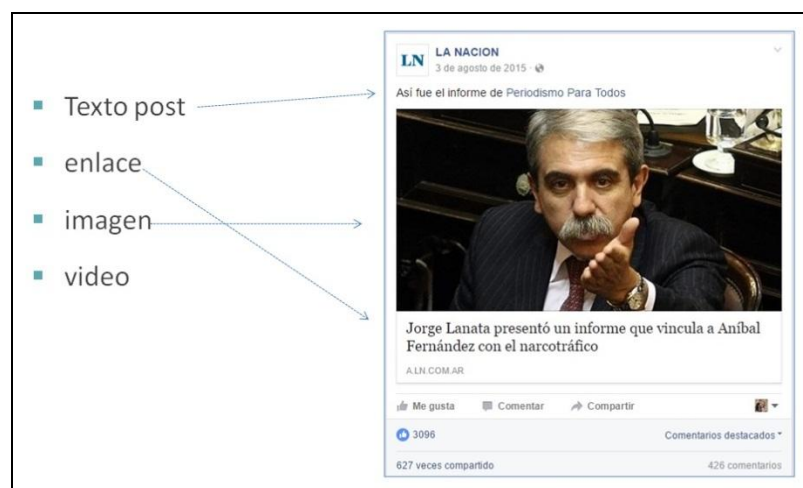 Texto post
enlace
imagen
video
LN
LA NACION
3 de agosto de 2015 ·
Así fue el informe de Periodismo Para Todos
Jorge Lanata presentó un informe que vincula a Aníbal
Fernández con el narcotráfico
A.LN.COM.AR
Me gusta Comentar Compartir
3096 Comentarios destacados
627 veces compartido 426 comentarios